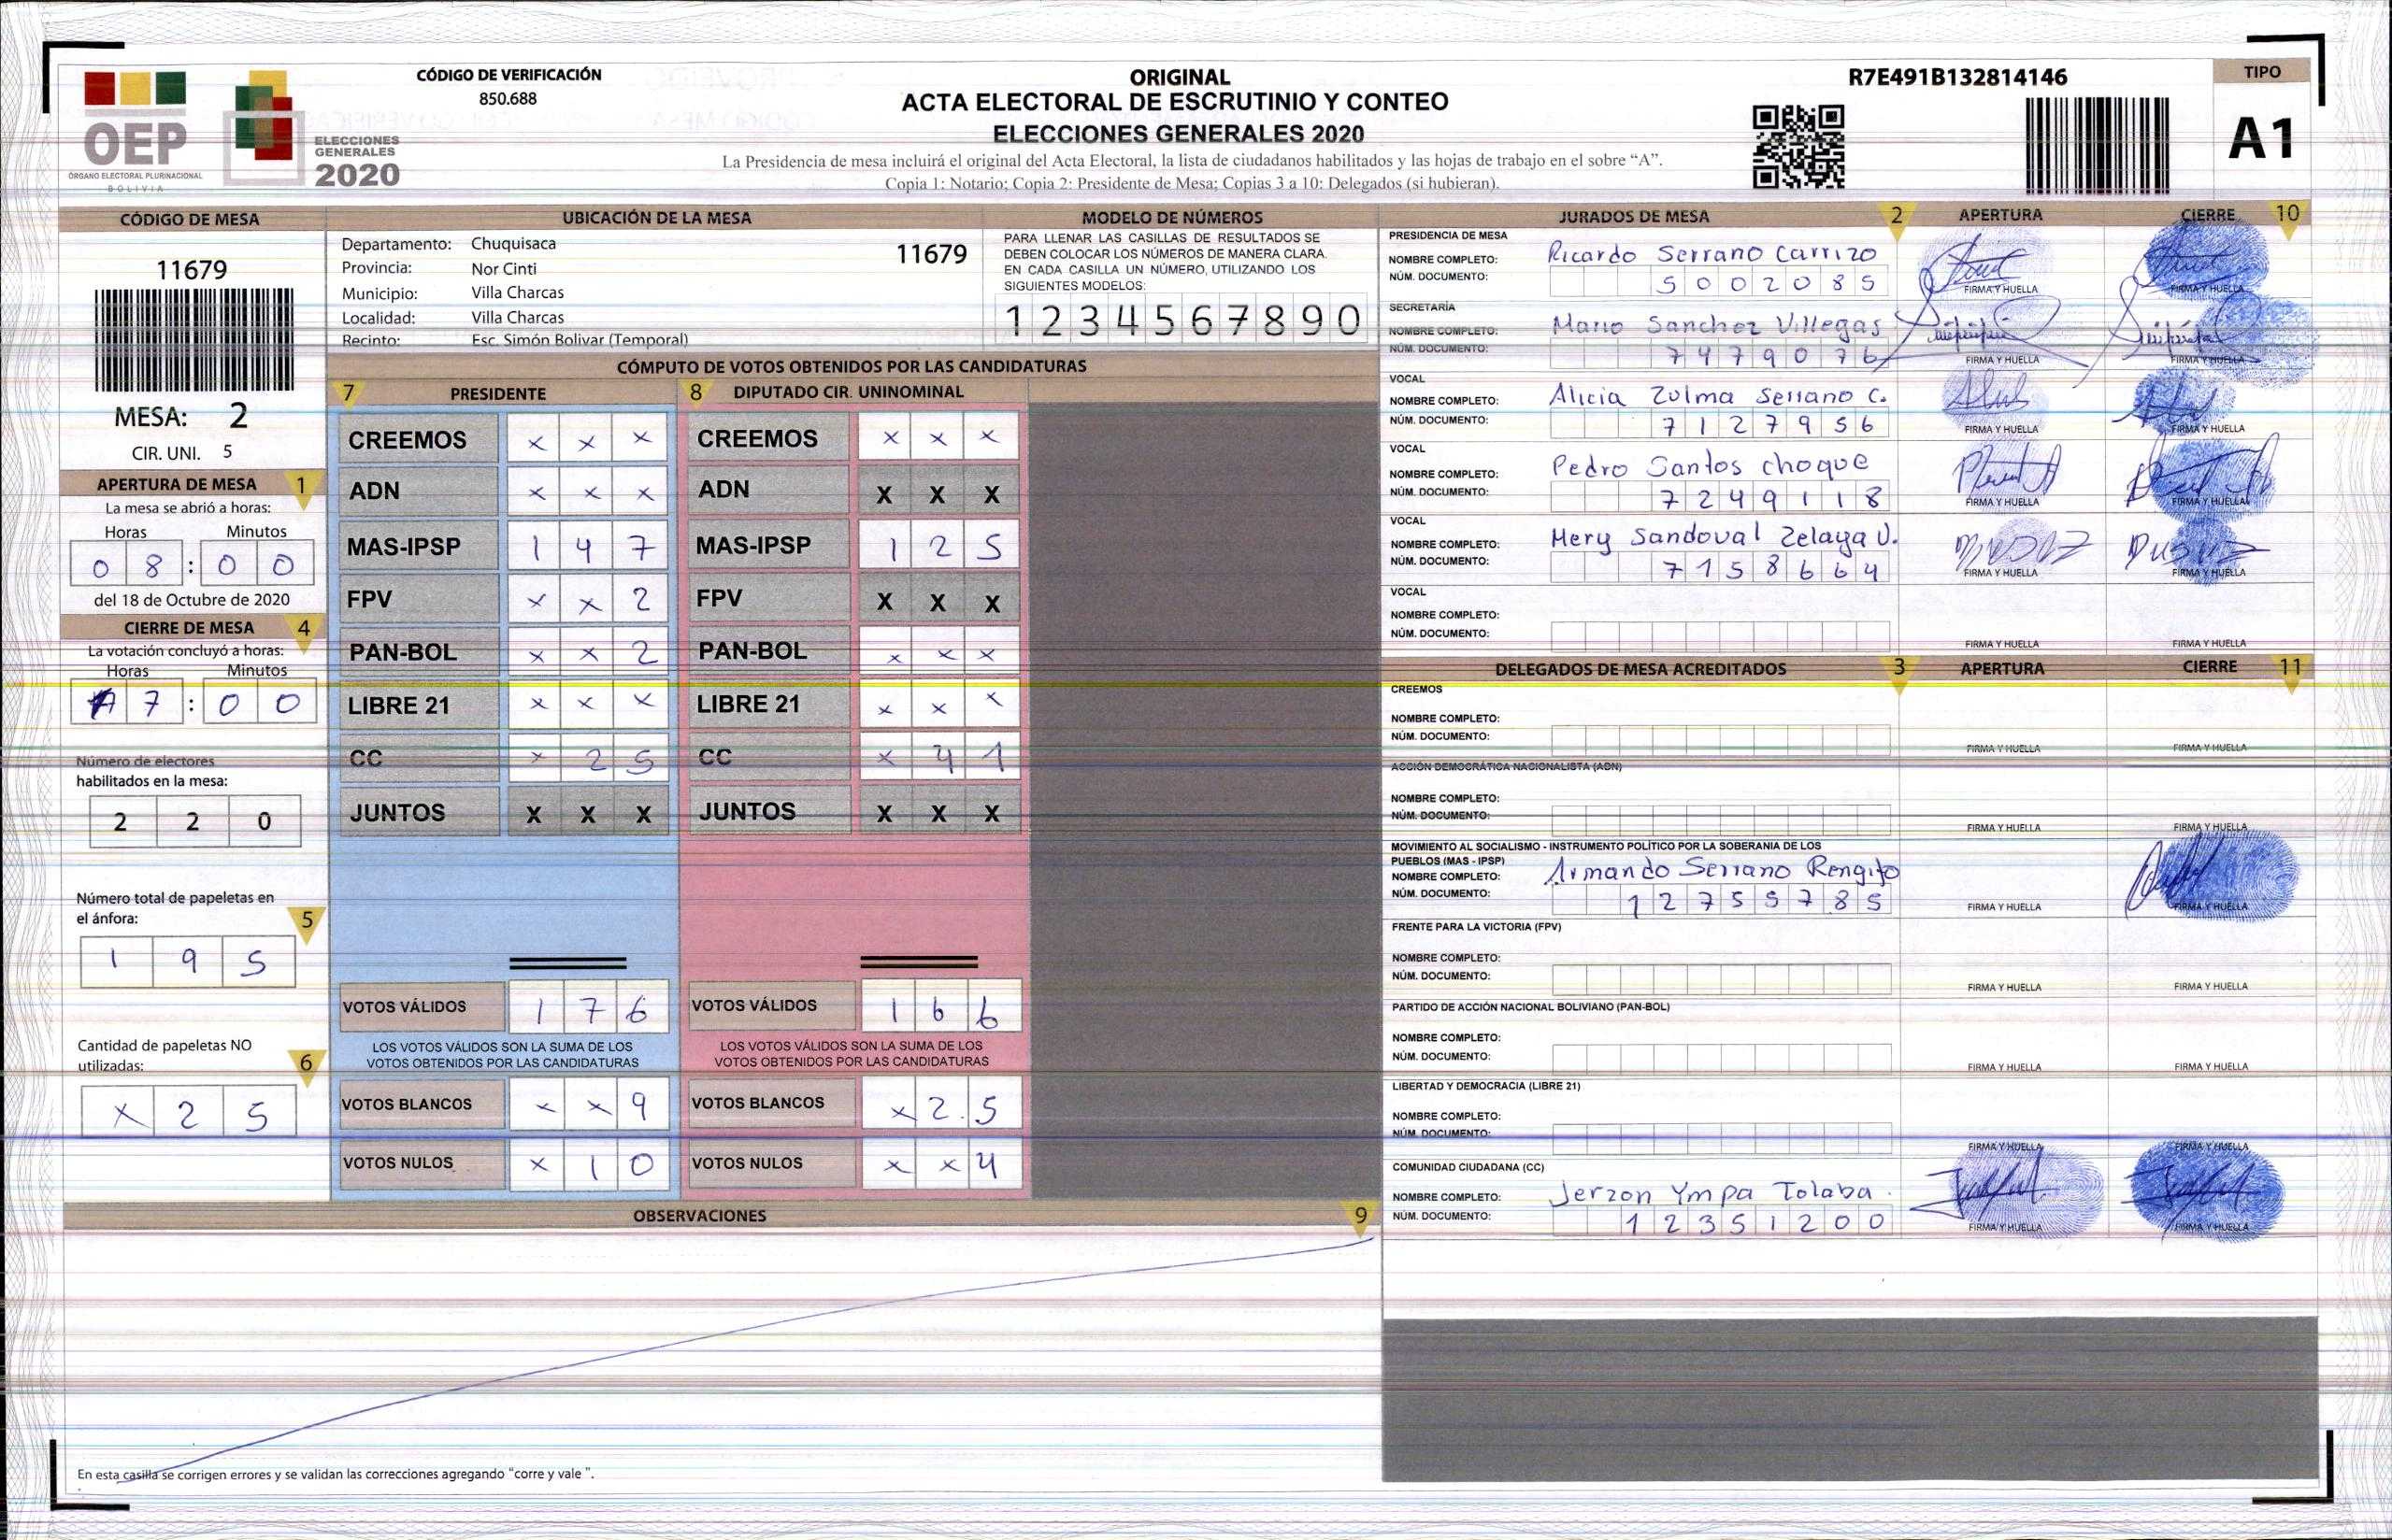 CÓDIGO DE VERIFICACIÓN
850.688
OEP
ÓRGANO ELECTORAL PLURINACIONAL
BOLIVIA
ELECCIONES
GENERALES
2020
ORIGINAL
ACTA ELECTORAL DE ESCRUTINIO Y CONTEO
ELECCIONES GENERALES 2020
La Presidencia de mesa incluirá el original del Acta Electoral, la lista de ciudadanos habilitados y las hojas de trabajo en el sobre “A”.
Copia 1: Notario; Copia 2: Presidente de Mesa; Copias 3 a 10: Delegados (si hubieran).
R7E491B132814146
TIPO
A1
CÓDIGO DE MESA
11679
MESA: 2
CIR. UNI. 5
APERTURA DE MESA 1
La mesa se abrió a horas:
Horas Minutos
0 8 : 0 0
del 18 de Octubre de 2020
CIERRE DE MESA 4
La votación concluyó a horas:
Horas Minutos
1 7 : 0 0
Número de electores
habilitados en la mesa:
2 2 0
Número total de papeletas en
el ánfora: 5
1 9 5
Cantidad de papeletas NO
utilizadas: 6
x 2 5
UBICACIÓN DE LA MESA
Departamento: Chuquisaca 11679
Provincia: Nor Cinti
Municipio: Villa Charcas
Localidad: Villa Charcas
Recinto: Esc. Simón Bolivar (Temporal)
MODELO DE NÚMEROS
PARA LLENAR LAS CASILLAS DE RESULTADOS SE
DEBEN COLOCAR LOS NÚMEROS DE MANERA CLARA.
EN CADA CASILLA UN NÚMERO, UTILIZANDO LOS
SIGUIENTES MODELOS:
1 2 3 4 5 6 7 8 9 0
CÓMPUTO DE VOTOS OBTENIDOS POR LAS CANDIDATURAS
7 PRESIDENTE
CREEMOS x x x
ADN x x x
MAS-IPSP 1 4 7
FPV x x 2
PAN-BOL x x 2
LIBRE 21 x x x
CC x 2 5
JUNTOS X X X
VOTOS VÁLIDOS 1 7 6
LOS VOTOS VÁLIDOS SON LA SUMA DE LOS
VOTOS OBTENIDOS POR LAS CANDIDATURAS
VOTOS BLANCOS x x 9
VOTOS NULOS x 1 0
8 DIPUTADO CIR. UNINOMINAL
CREEMOS x x x
ADN X X X
MAS-IPSP 1 2 5
FPV X X X
PAN-BOL x x x
LIBRE 21 x x x
CC x 4 1
JUNTOS X X X
VOTOS VÁLIDOS 1 6 6
LOS VOTOS VÁLIDOS SON LA SUMA DE LOS
VOTOS OBTENIDOS POR LAS CANDIDATURAS
VOTOS BLANCOS x 2 5
VOTOS NULOS x x 4
OBSERVACIONES 9
En esta casilla se corrigen errores y se validan las correcciones agregando “corre y vale ”.
JURADOS DE MESA 2 APERTURA CIERRE 10
PRESIDENCIA DE MESA
NOMBRE COMPLETO: Ricardo Serrano Carrizo
NÚM. DOCUMENTO: 5 0 0 2 0 8 5
FIRMA Y HUELLA FIRMA Y HUELLA
SECRETARÍA
NOMBRE COMPLETO: Mario Sanchez Villegas
NÚM. DOCUMENTO: 7 4 7 9 0 7 6
FIRMA Y HUELLA FIRMA Y HUELLA
VOCAL
NOMBRE COMPLETO: Alicia Zulma Serrano C.
NÚM. DOCUMENTO: 7 1 2 7 9 5 6
FIRMA Y HUELLA FIRMA Y HUELLA
VOCAL
NOMBRE COMPLETO: Pedro Santos choque
NÚM. DOCUMENTO: 7 2 4 9 1 1 8
FIRMA Y HUELLA FIRMA Y HUELLA
VOCAL
NOMBRE COMPLETO: Mery Sandoval Zelaya V.
NÚM. DOCUMENTO: 7 1 5 8 6 6 4
FIRMA Y HUELLA FIRMA Y HUELLA
VOCAL
NOMBRE COMPLETO:
NÚM. DOCUMENTO:
FIRMA Y HUELLA FIRMA Y HUELLA
DELEGADOS DE MESA ACREDITADOS 3 APERTURA CIERRE 11
CREEMOS
NOMBRE COMPLETO:
NÚM. DOCUMENTO:
FIRMA Y HUELLA FIRMA Y HUELLA
ACCIÓN DEMOCRÁTICA NACIONALISTA (ADN)
NOMBRE COMPLETO:
NÚM. DOCUMENTO:
FIRMA Y HUELLA FIRMA Y HUELLA
MOVIMIENTO AL SOCIALISMO - INSTRUMENTO POLÍTICO POR LA SOBERANIA DE LOS
PUEBLOS (MAS - IPSP)
NOMBRE COMPLETO: Armando Serrano Rengifo
NÚM. DOCUMENTO: 1 2 7 5 5 7 8 5
FIRMA Y HUELLA FIRMA Y HUELLA
FRENTE PARA LA VICTORIA (FPV)
NOMBRE COMPLETO:
NÚM. DOCUMENTO:
FIRMA Y HUELLA FIRMA Y HUELLA
PARTIDO DE ACCIÓN NACIONAL BOLIVIANO (PAN-BOL)
NOMBRE COMPLETO:
NÚM. DOCUMENTO:
FIRMA Y HUELLA FIRMA Y HUELLA
LIBERTAD Y DEMOCRACIA (LIBRE 21)
NOMBRE COMPLETO:
NÚM. DOCUMENTO:
FIRMA Y HUELLA FIRMA Y HUELLA
COMUNIDAD CIUDADANA (CC)
NOMBRE COMPLETO: Jerzon Ympa Tolaba
NÚM. DOCUMENTO: 1 2 3 5 1 2 0 0
FIRMA Y HUELLA FIRMA Y HUELLA